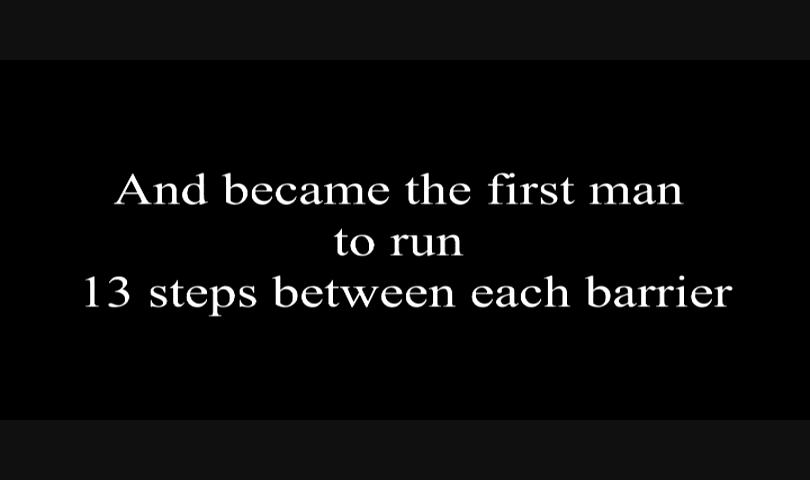 And became the first man
to run
13 steps between each barrier